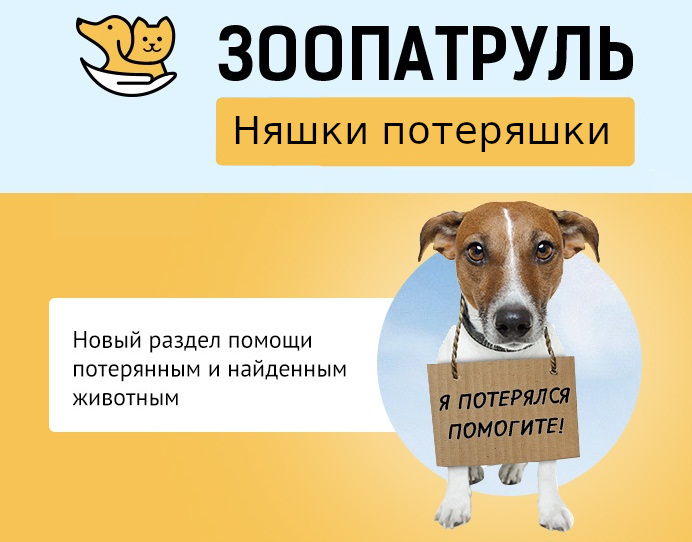 ЗООПАТРУЛЬ
Няшки потеряшки
Новый раздел помощи
потерянным и найденным
животным
Я ПОТЕРЯЛСЯ
ПОМОГИТЕ!